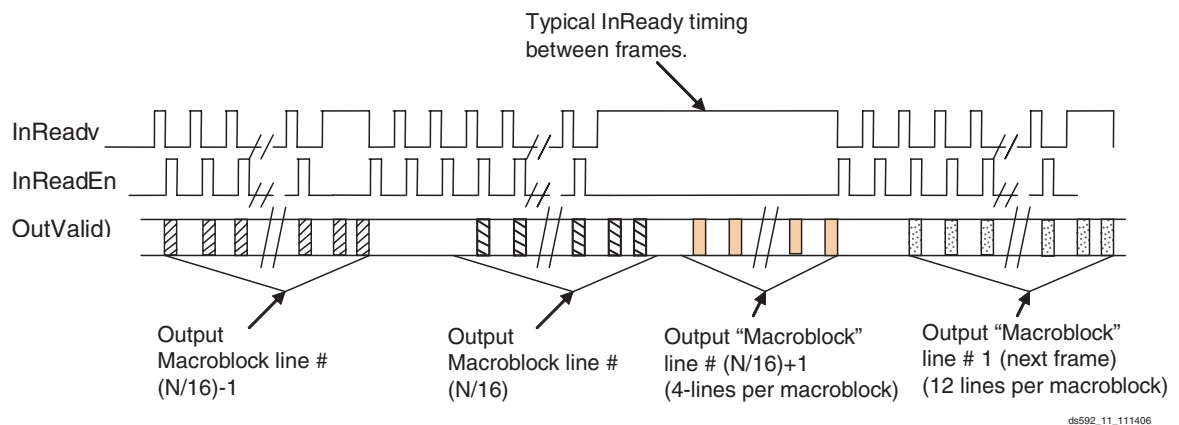 Typical InReady timing
between frames.
InReadv
InReadEn
OutValid)
Output
Macroblock line #
(N/16)-1
Output
Macroblock line #
(N/16)
Output “Macroblock”
line # (N/16)+1
(4-lines per macroblock)
Output “Macroblock”
line # 1 (next frame)
(12 lines per macroblock)
ds592_11_111406